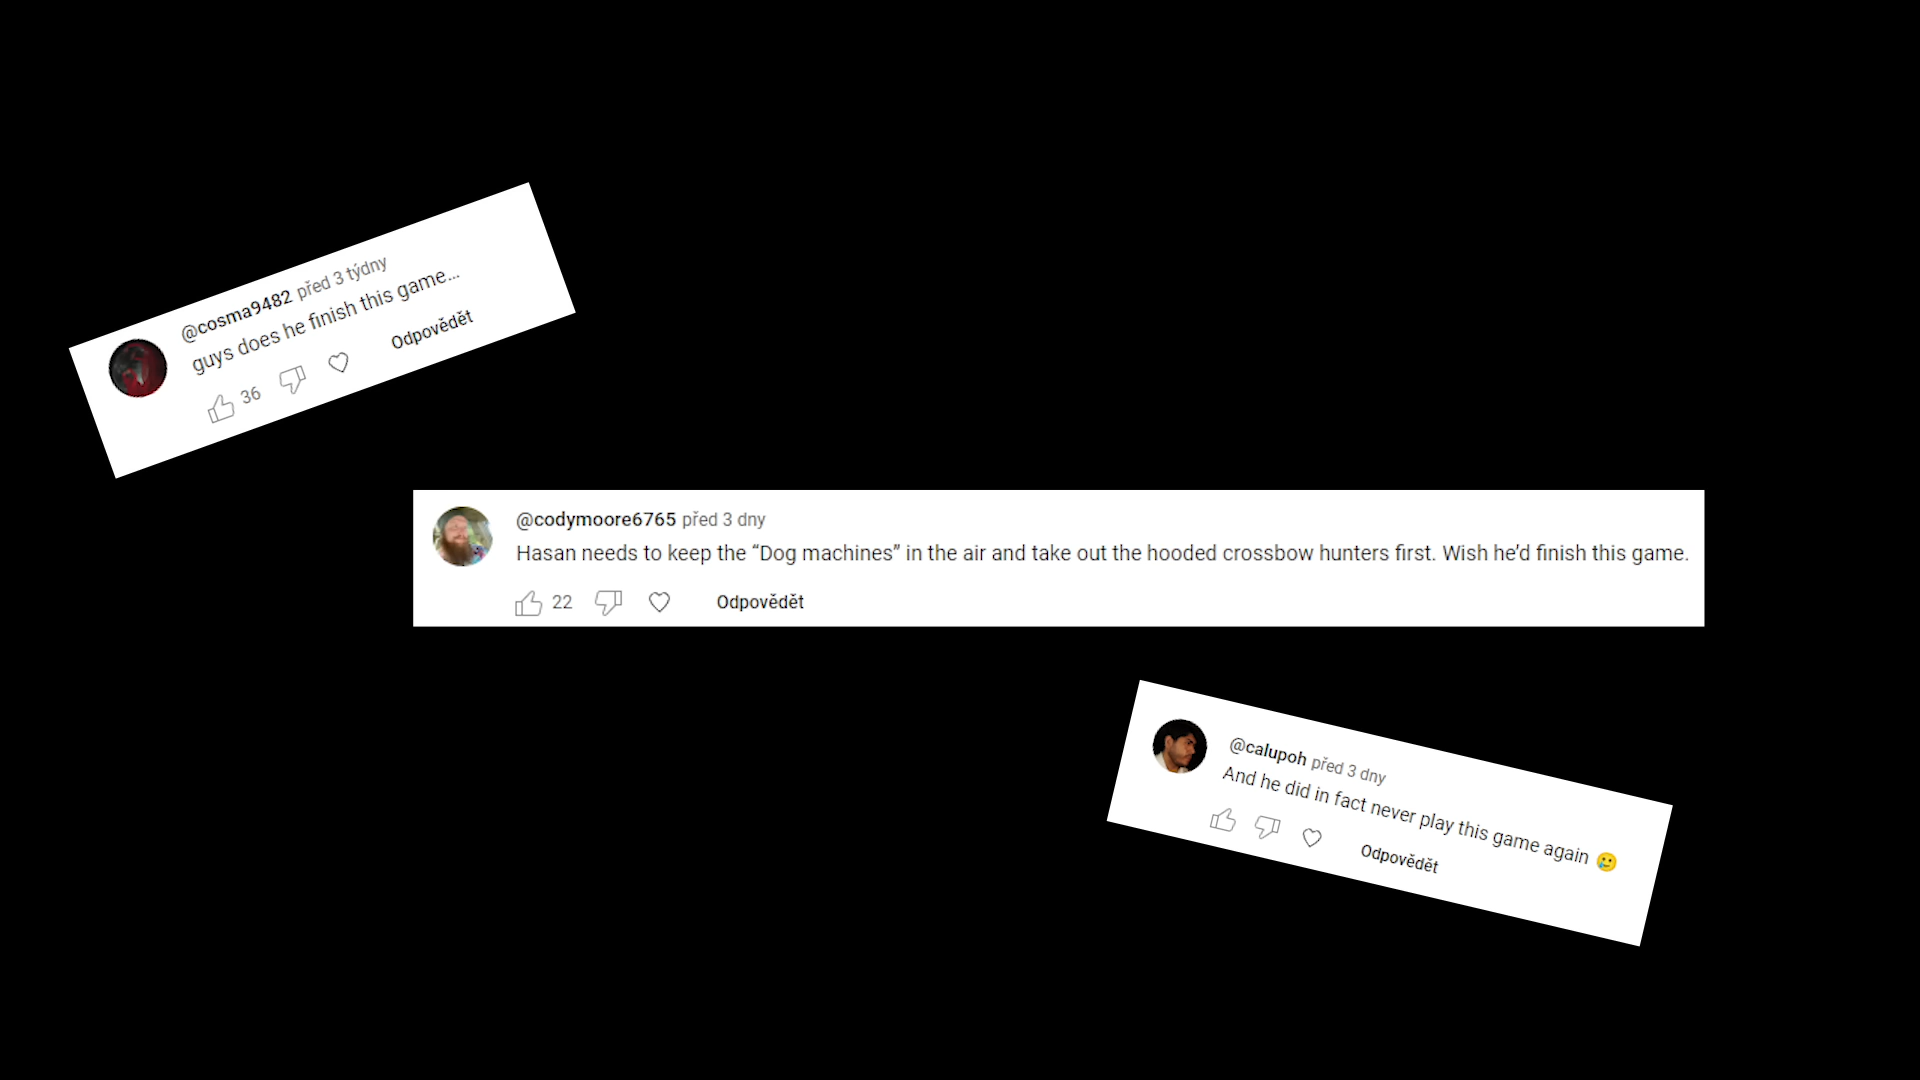 @cosma9482 před 3 týdny
guys does he finish this game...
36
Odpovědět
@codymoore6765 před 3 dny
Hasan needs to keep the “Dog machines” in the air and take out the hooded crossbow hunters first. Wish he’d finish this game.
22
Odpovědět
@calupoh před 3 dny
And he did in fact never play this game again 🥲
Odpovědět